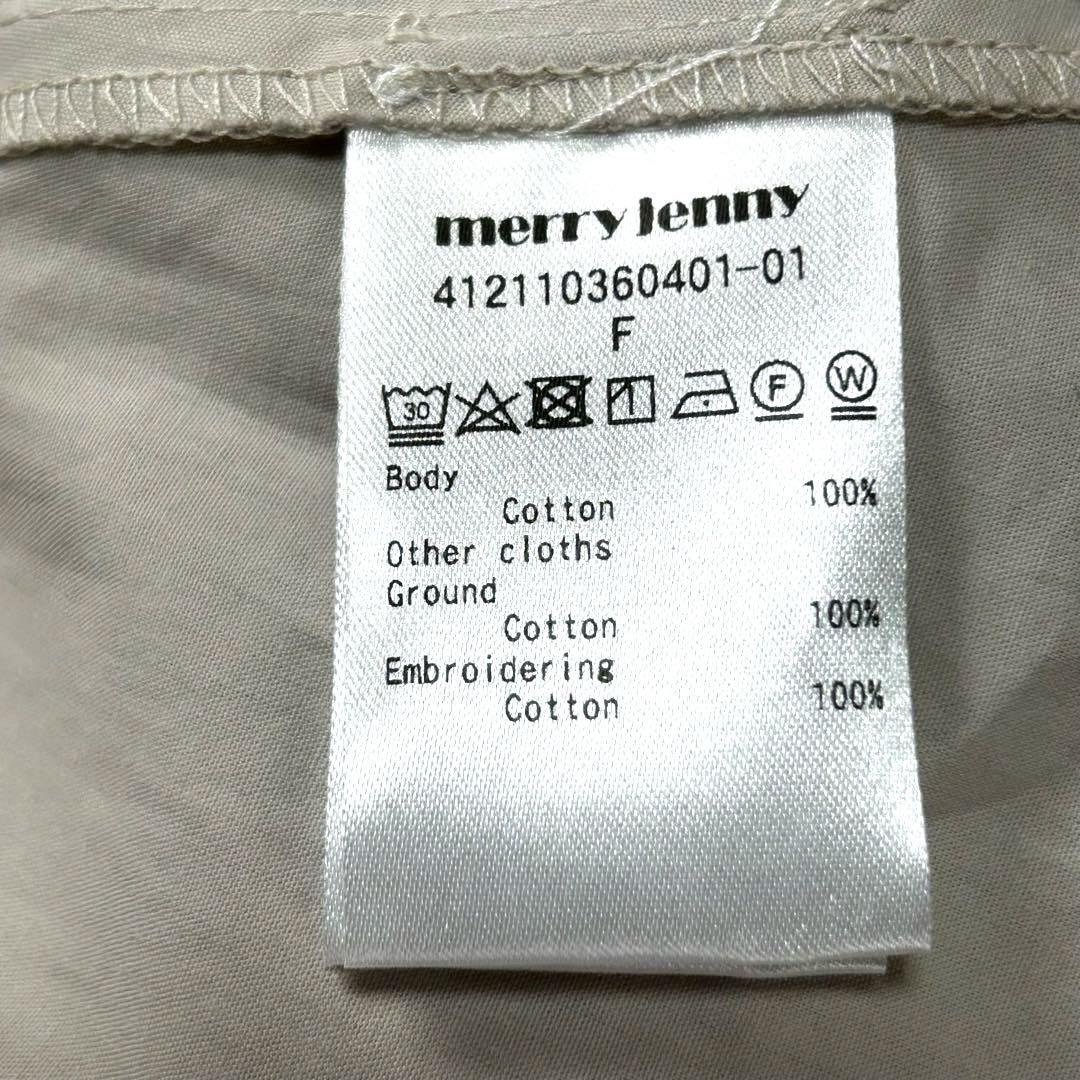 merry jenny
412110360401-01
F
30 F W
Body
Cotton 100%
Other cloths
Ground
Cotton 100%
Embroidering
Cotton 100%